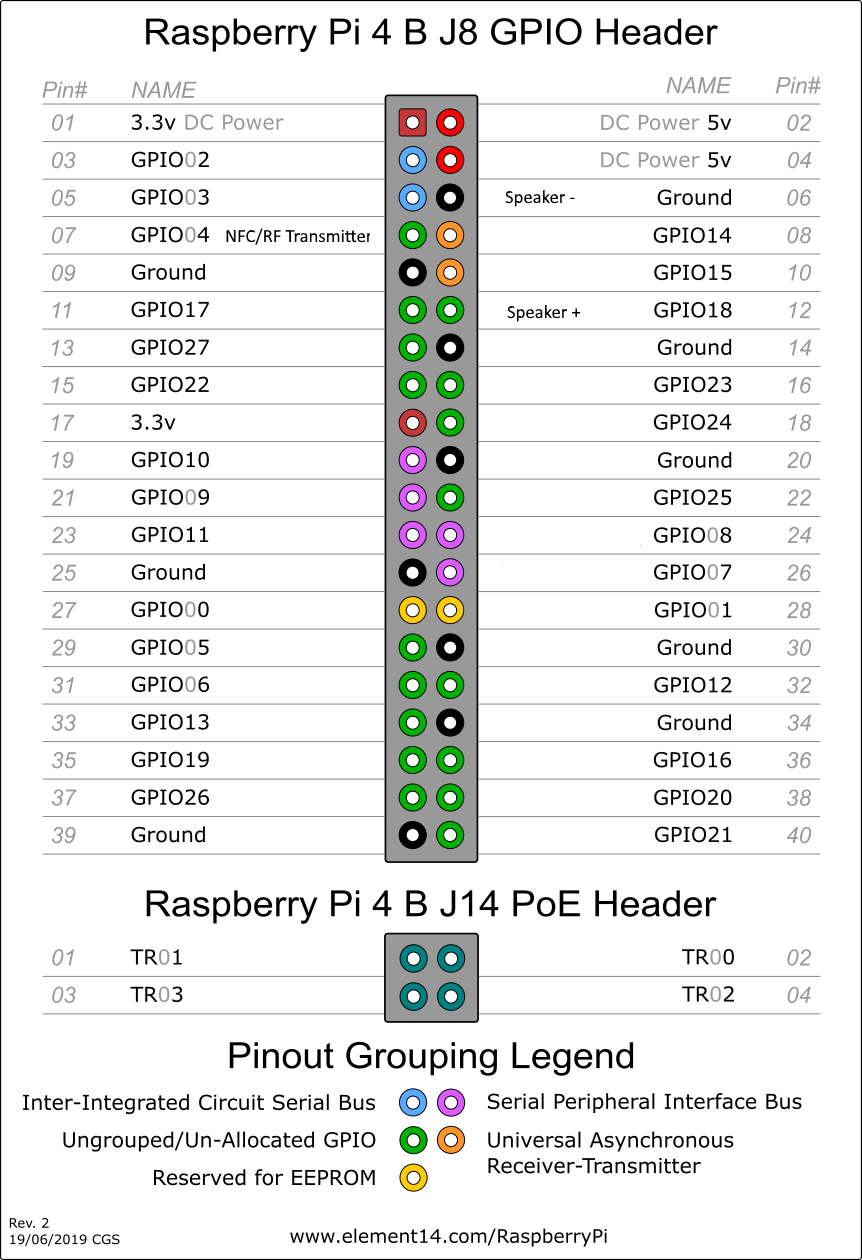 Raspberry Pi 4 B J8 GPIO Header
Pin# NAME NAME Pin#
01 3.3v DC Power DC Power 5v 02
03 GPIO02 DC Power 5v 04
05 GPIO03 Speaker - Ground 06
07 GPIO04 NFC/RF Transmitter GPIO14 08
09 Ground GPIO15 10
11 GPIO17 Speaker + GPIO18 12
13 GPIO27 Ground 14
15 GPIO22 GPIO23 16
17 3.3v GPIO24 18
19 GPIO10 Ground 20
21 GPIO09 GPIO25 22
23 GPIO11 GPIO08 24
25 Ground GPIO07 26
27 GPIO00 GPIO01 28
29 GPIO05 Ground 30
31 GPIO06 GPIO12 32
33 GPIO13 Ground 34
35 GPIO19 GPIO16 36
37 GPIO26 GPIO20 38
39 Ground GPIO21 40
Raspberry Pi 4 B J14 PoE Header
01 TR01 TR00 02
03 TR03 TR02 04
Pinout Grouping Legend
Inter-Integrated Circuit Serial Bus Serial Peripheral Interface Bus
Ungrouped/Un-Allocated GPIO Universal Asynchronous
Receiver-Transmitter
Reserved for EEPROM
Rev. 2
19/06/2019 CGS www.element14.com/RaspberryPi